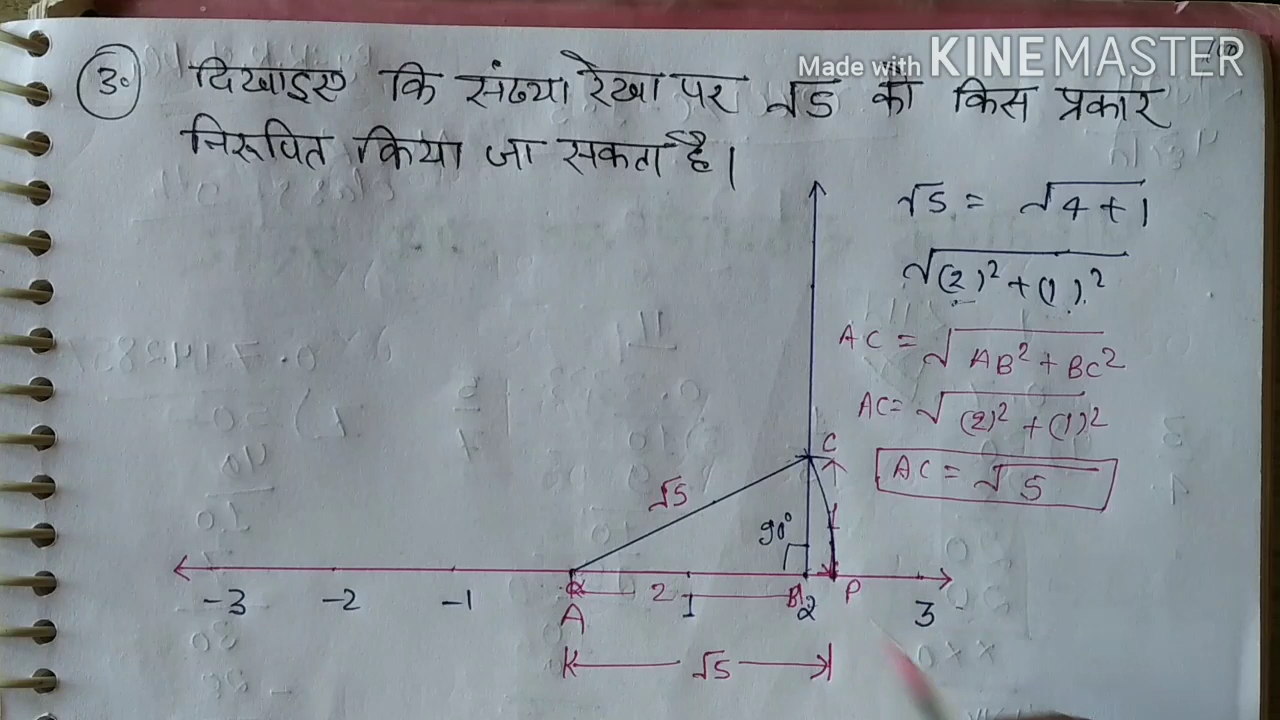 Made with KINEMASTER
3. दिखाइए कि संख्या रेखा पर √5 को किस प्रकार
निरूपित किया जा सकता है।
√5 = √4+1
√(2)²+(1)²
AC = √AB²+BC²
AC= √(2)²+(1)²
AC = √5
C
√5
90°
1
-3 -2 -1 2 1 B 2 P 3
A
√5